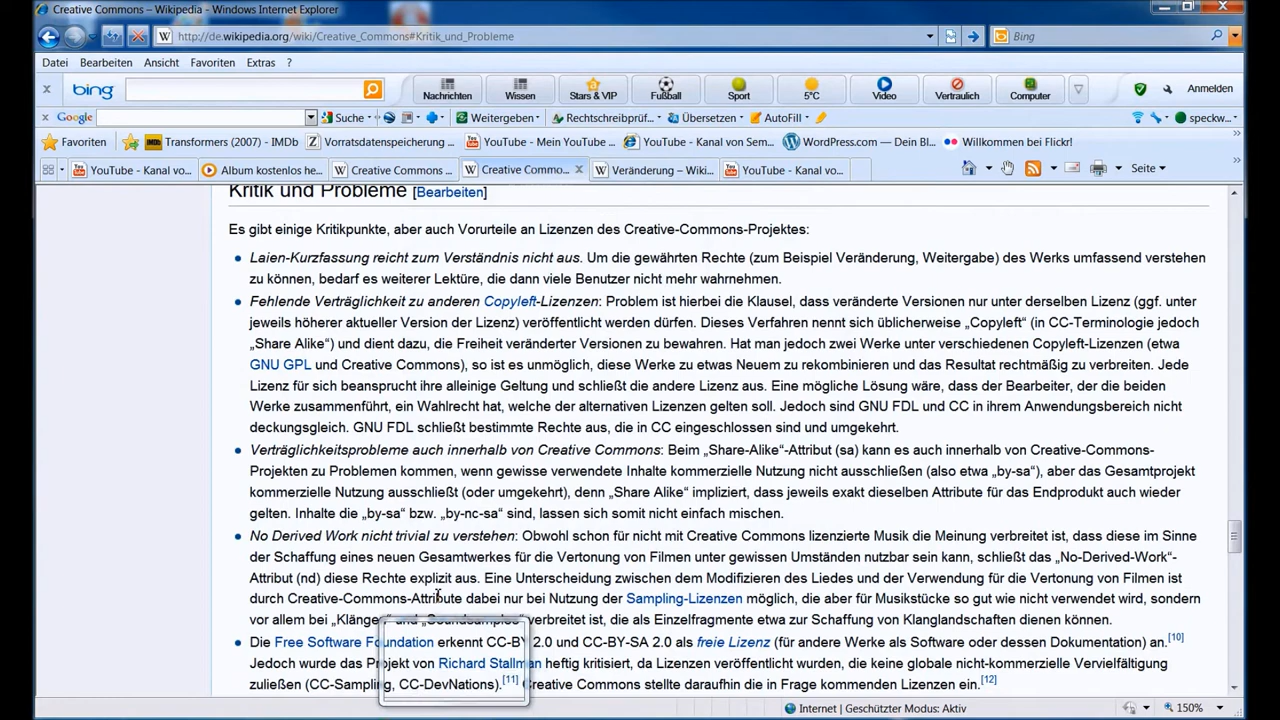 Creative Commons – Wikipedia - Windows Internet Explorer
http://de.wikipedia.org/wiki/Creative_Commons#Kritik_und_Probleme
Bing
Datei Bearbeiten Ansicht Favoriten Extras ?
x bing Nachrichten Wissen Stars & VIP Fußball Sport 5°C Video Vertraulich Computer Anmelden
x Google Suche Weitergeben Rechtschreibprüf... Übersetzen AutoFill speckw...
Favoriten IMDb Transformers (2007) - IMDb Z Vorratsdatenspeicherung ... YouTube - Mein YouTube ... YouTube - Kanal von Sem... WordPress.com — Dein Bl... Willkommen bei Flickr!
YouTube - Kanal vo... Album kostenlos he... W Creative Commons ... W Creative Commo... x W Veränderung – Wiki... YouTube - Kanal vo... Seite
Kritik und Probleme [Bearbeiten]
Es gibt einige Kritikpunkte, aber auch Vorurteile an Lizenzen des Creative-Commons-Projektes:
Laien-Kurzfassung reicht zum Verständnis nicht aus. Um die gewährten Rechte (zum Beispiel Veränderung, Weitergabe) des Werks umfassend verstehen
zu können, bedarf es weiterer Lektüre, die dann viele Benutzer nicht mehr wahrnehmen.
Fehlende Verträglichkeit zu anderen Copyleft-Lizenzen: Problem ist hierbei die Klausel, dass veränderte Versionen nur unter derselben Lizenz (ggf. unter
jeweils höherer aktueller Version der Lizenz) veröffentlicht werden dürfen. Dieses Verfahren nennt sich üblicherweise „Copyleft“ (in CC-Terminologie jedoch
„Share Alike“) und dient dazu, die Freiheit veränderter Versionen zu bewahren. Hat man jedoch zwei Werke unter verschiedenen Copyleft-Lizenzen (etwa
GNU GPL und Creative Commons), so ist es unmöglich, diese Werke zu etwas Neuem zu rekombinieren und das Resultat rechtmäßig zu verbreiten. Jede
Lizenz für sich beansprucht ihre alleinige Geltung und schließt die andere Lizenz aus. Eine mögliche Lösung wäre, dass der Bearbeiter, der die beiden
Werke zusammenführt, ein Wahlrecht hat, welche der alternativen Lizenzen gelten soll. Jedoch sind GNU FDL und CC in ihrem Anwendungsbereich nicht
deckungsgleich. GNU FDL schließt bestimmte Rechte aus, die in CC eingeschlossen sind und umgekehrt.
Verträglichkeitsprobleme auch innerhalb von Creative Commons: Beim „Share-Alike“-Attribut (sa) kann es auch innerhalb von Creative-Commons-
Projekten zu Problemen kommen, wenn gewisse verwendete Inhalte kommerzielle Nutzung nicht ausschließen (also etwa „by-sa“), aber das Gesamtprojekt
kommerzielle Nutzung ausschließt (oder umgekehrt), denn „Share Alike“ impliziert, dass jeweils exakt dieselben Attribute für das Endprodukt auch wieder
gelten. Inhalte die „by-sa“ bzw. „by-nc-sa“ sind, lassen sich somit nicht einfach mischen.
No Derived Work nicht trivial zu verstehen: Obwohl schon für nicht mit Creative Commons lizenzierte Musik die Meinung verbreitet ist, dass diese im Sinne
der Schaffung eines neuen Gesamtwerkes für die Vertonung von Filmen unter gewissen Umständen nutzbar sein kann, schließt das „No-Derived-Work“-
Attribut (nd) diese Rechte explizit aus. Eine Unterscheidung zwischen dem Modifizieren des Liedes und der Verwendung für die Vertonung von Filmen ist
durch Creative-Commons-Attribute dabei nur bei Nutzung der Sampling-Lizenzen möglich, die aber für Musikstücke so gut wie nicht verwendet wird, sondern
vor allem bei „Klängen“ und „Soundsamples“ verbreitet ist, die als Einzelfragmente etwa zur Schaffung von Klanglandschaften dienen können.
Die Free Software Foundation erkennt CC-BY 2.0 und CC-BY-SA 2.0 als freie Lizenz (für andere Werke als Software oder dessen Dokumentation) an.[10]
Jedoch wurde das Projekt von Richard Stallman heftig kritisiert, da Lizenzen veröffentlicht wurden, die keine globale nicht-kommerzielle Vervielfältigung
zuließen (CC-Sampling, CC-DevNations).[11] Creative Commons stellte daraufhin die in Frage kommenden Lizenzen ein.[12]
Internet | Geschützter Modus: Aktiv 150%